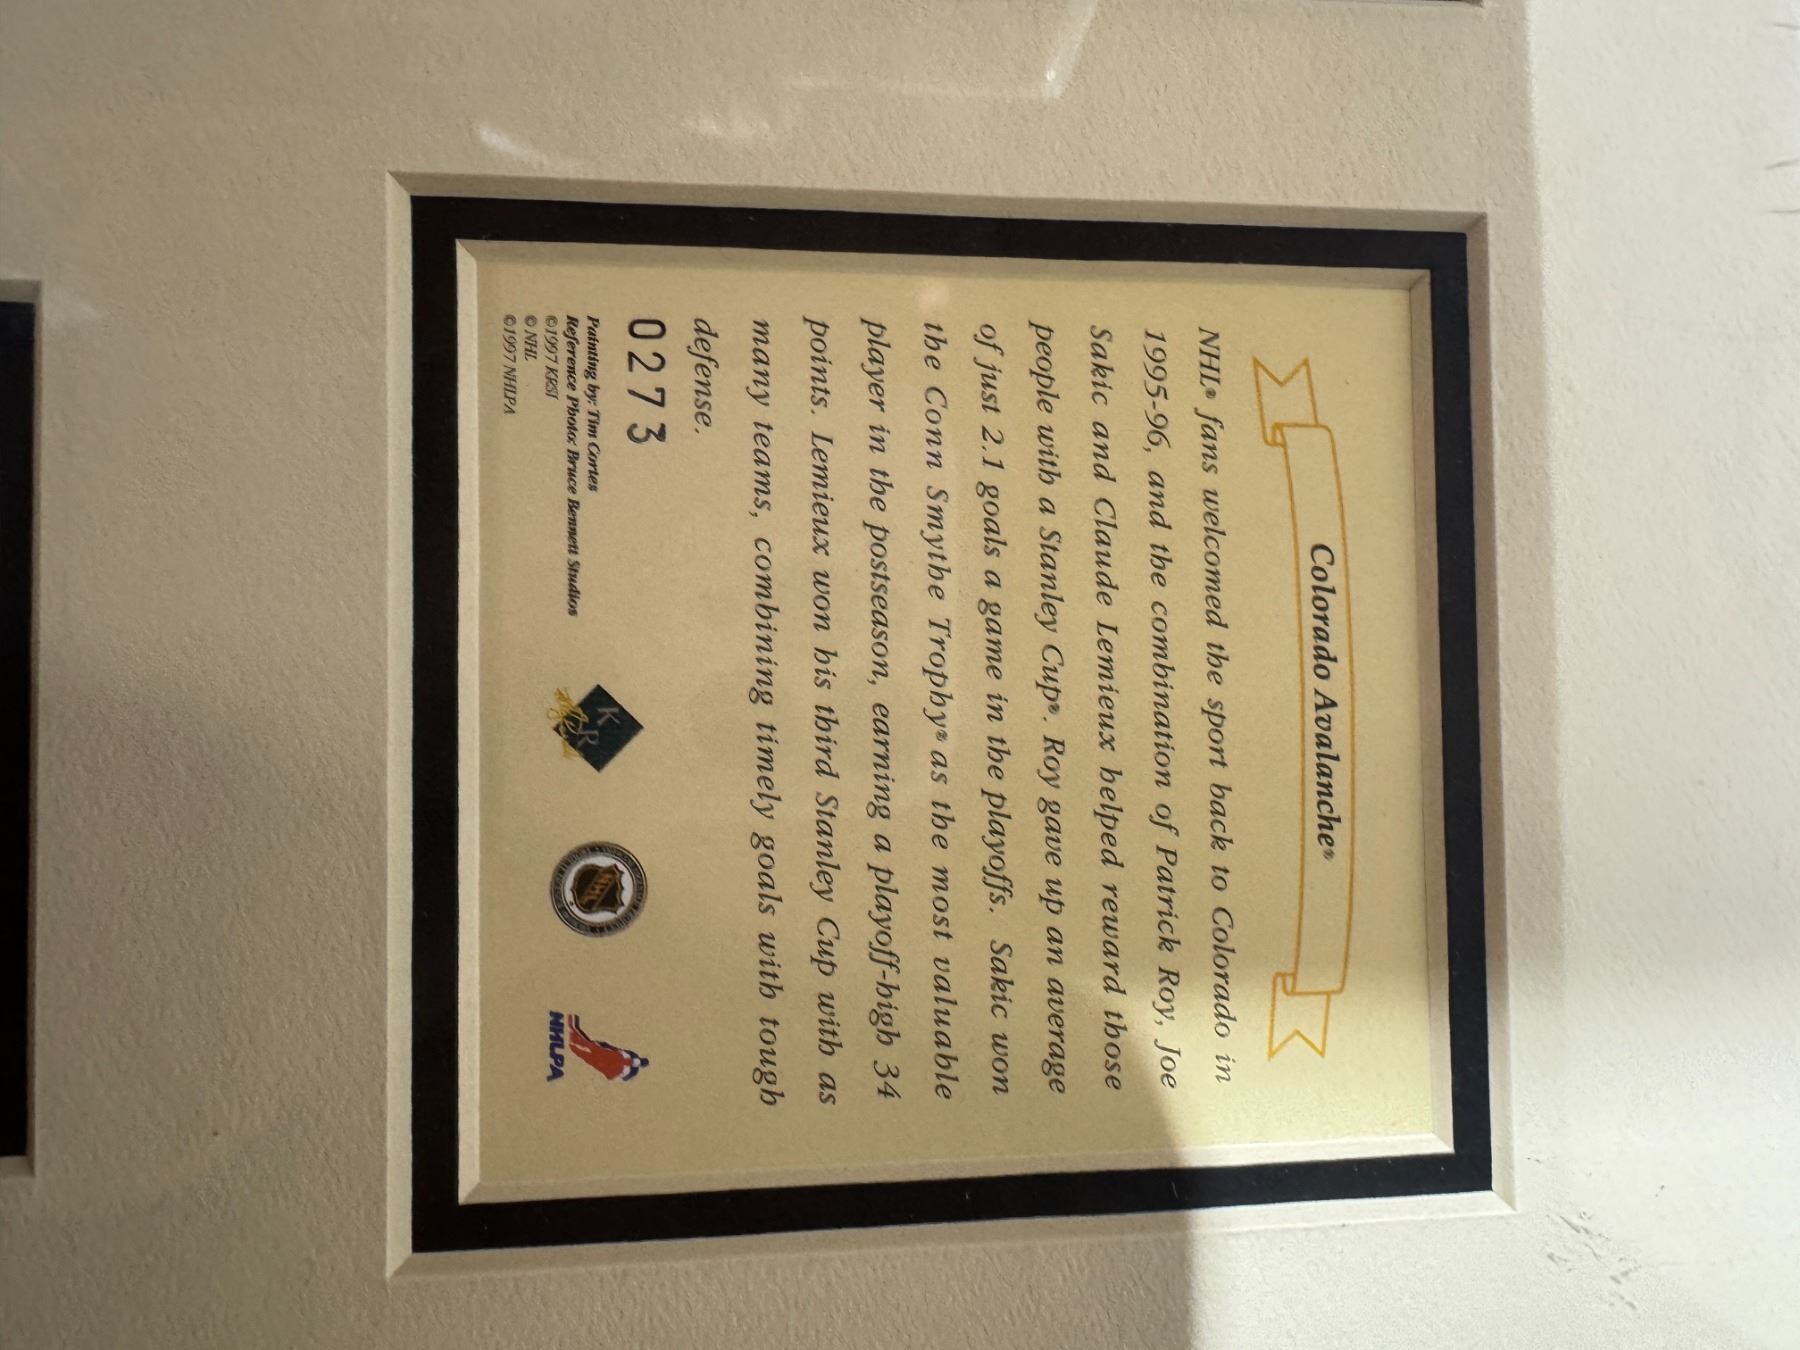 Colorado Avalanche®
NHL® fans welcomed the sport back to Colorado in
1995-96, and the combination of Patrick Roy, Joe
Sakic and Claude Lemieux helped reward those
people with a Stanley Cup®. Roy gave up an average
of just 2.1 goals a game in the playoffs. Sakic won
the Conn Smythe Trophy® as the most valuable
player in the postseason, earning a playoff-high 34
points. Lemieux won his third Stanley Cup with as
many teams, combining timely goals with tough
defense.
0273
Painting by: Tim Cortes
Reference Photo: Bruce Bennett Studios
©1997 KRSI
© NHL
©1997 NHLPA
K R
NHL
NHLPA